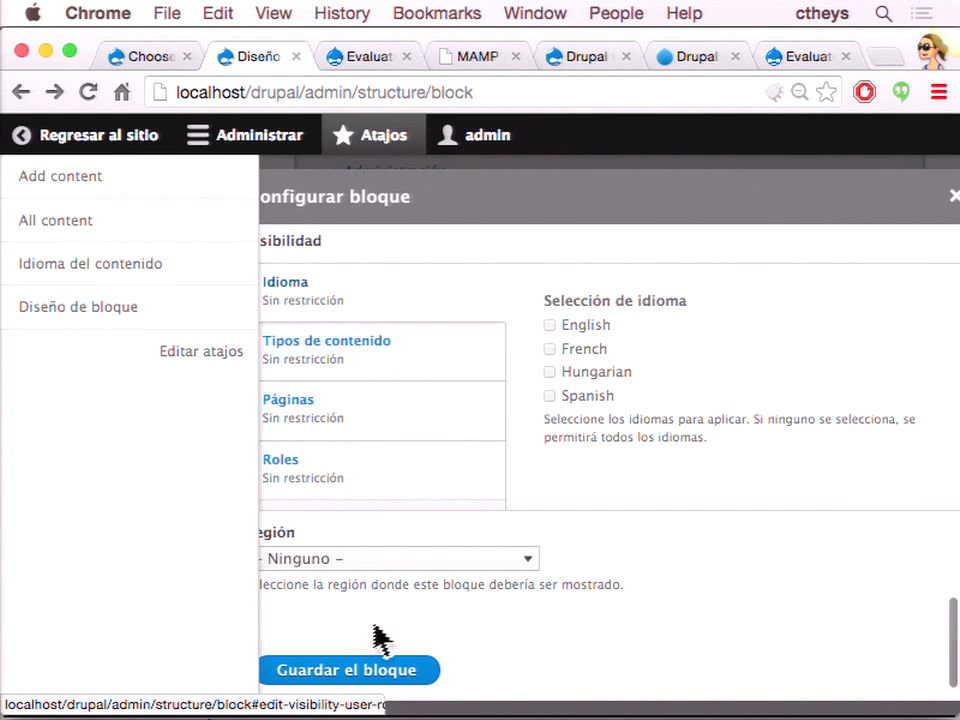 Chrome File Edit View History Bookmarks Window People Help ctheys
Choose Diseño Evaluat MAMP Drupal Drupal Evaluat
localhost/drupal/admin/structure/block
Regresar al sitio Administrar Atajos admin
Add content
onfigurar bloque
All content
sibilidad
Idioma del contenido
Idioma
Sin restricción
Selección de idioma
Diseño de bloque
English
Tipos de contenido
Sin restricción
French
Editar atajos
Hungarian
Páginas
Sin restricción
Spanish
Seleccione los idiomas para aplicar. Si ninguno se selecciona, se
permitirá todos los idiomas.
Roles
Sin restricción
egión
- Ninguno -
leccione la región donde este bloque debería ser mostrado.
Guardar el bloque
localhost/drupal/admin/structure/block#edit-visibility-user-ro